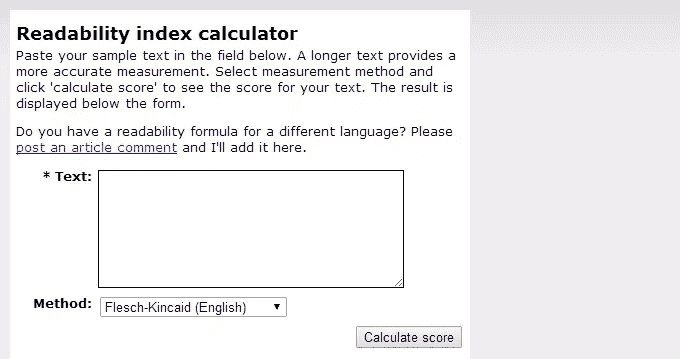 Readability index calculator
Paste your sample text in the field below. A longer text provides a
more accurate measurement. Select measurement method and
click 'calculate score' to see the score for your text. The result is
displayed below the form.
Do you have a readability formula for a different language? Please
post an article comment and I'll add it here.
* Text:
Method: Flesch-Kincaid (English)
Calculate score